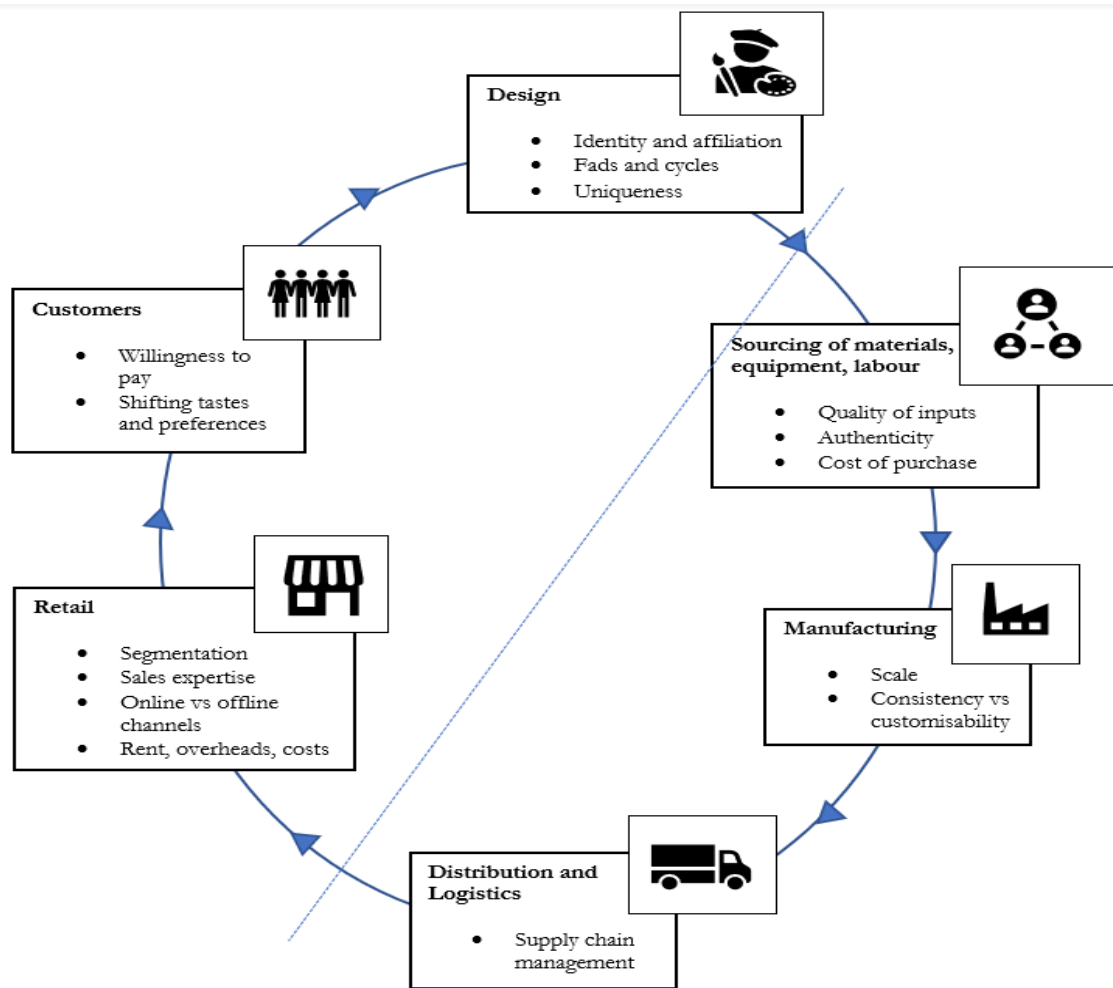 Design
• Identity and affiliation
• Fads and cycles
• Uniqueness
Sourcing of materials,
equipment, labour
• Quality of inputs
• Authenticity
• Cost of purchase
Manufacturing
• Scale
• Consistency vs
customisability
Distribution and
Logistics
• Supply chain
management
Retail
• Segmentation
• Sales expertise
• Online vs offline
channels
• Rent, overheads, costs
Customers
• Willingness to
pay
• Shifting tastes
and preferences